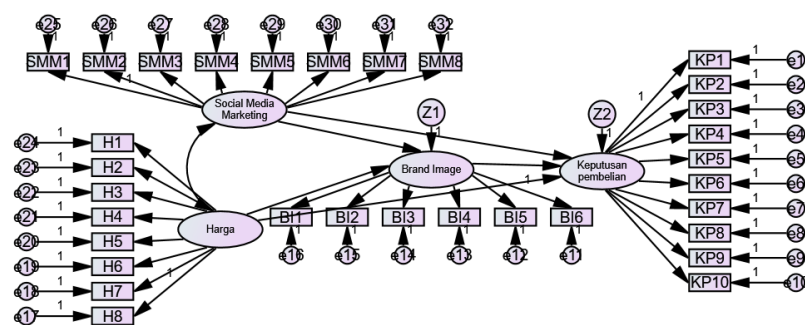 e25 e26 e27 e28 e29 e30 e31 e32
1 1 1 1 1 1 1 1
SMM1 SMM2 SMM3 SMM4 SMM5 SMM6 SMM7 SMM8
1
Social Media
Marketing
Z1
1
Z2
1
Brand Image
Keputusan
pembelian
1
Harga
e24 1 H1
e23 1 H2
e22 1 H3
e21 1 H4
e20 1 H5
e19 1 H6
e18 1 H7
1
e17 1 H8
BI1 BI2 BI3 BI4 BI5 BI6
1 1 1 1 1 1
e16 e15 e14 e13 e12 e11
1
KP1 1 e1
KP2 1 e2
KP3 1 e3
KP4 1 e4
KP5 1 e5
KP6 1 e6
KP7 1 e7
KP8 1 e8
KP9 1 e9
KP10 1 e10